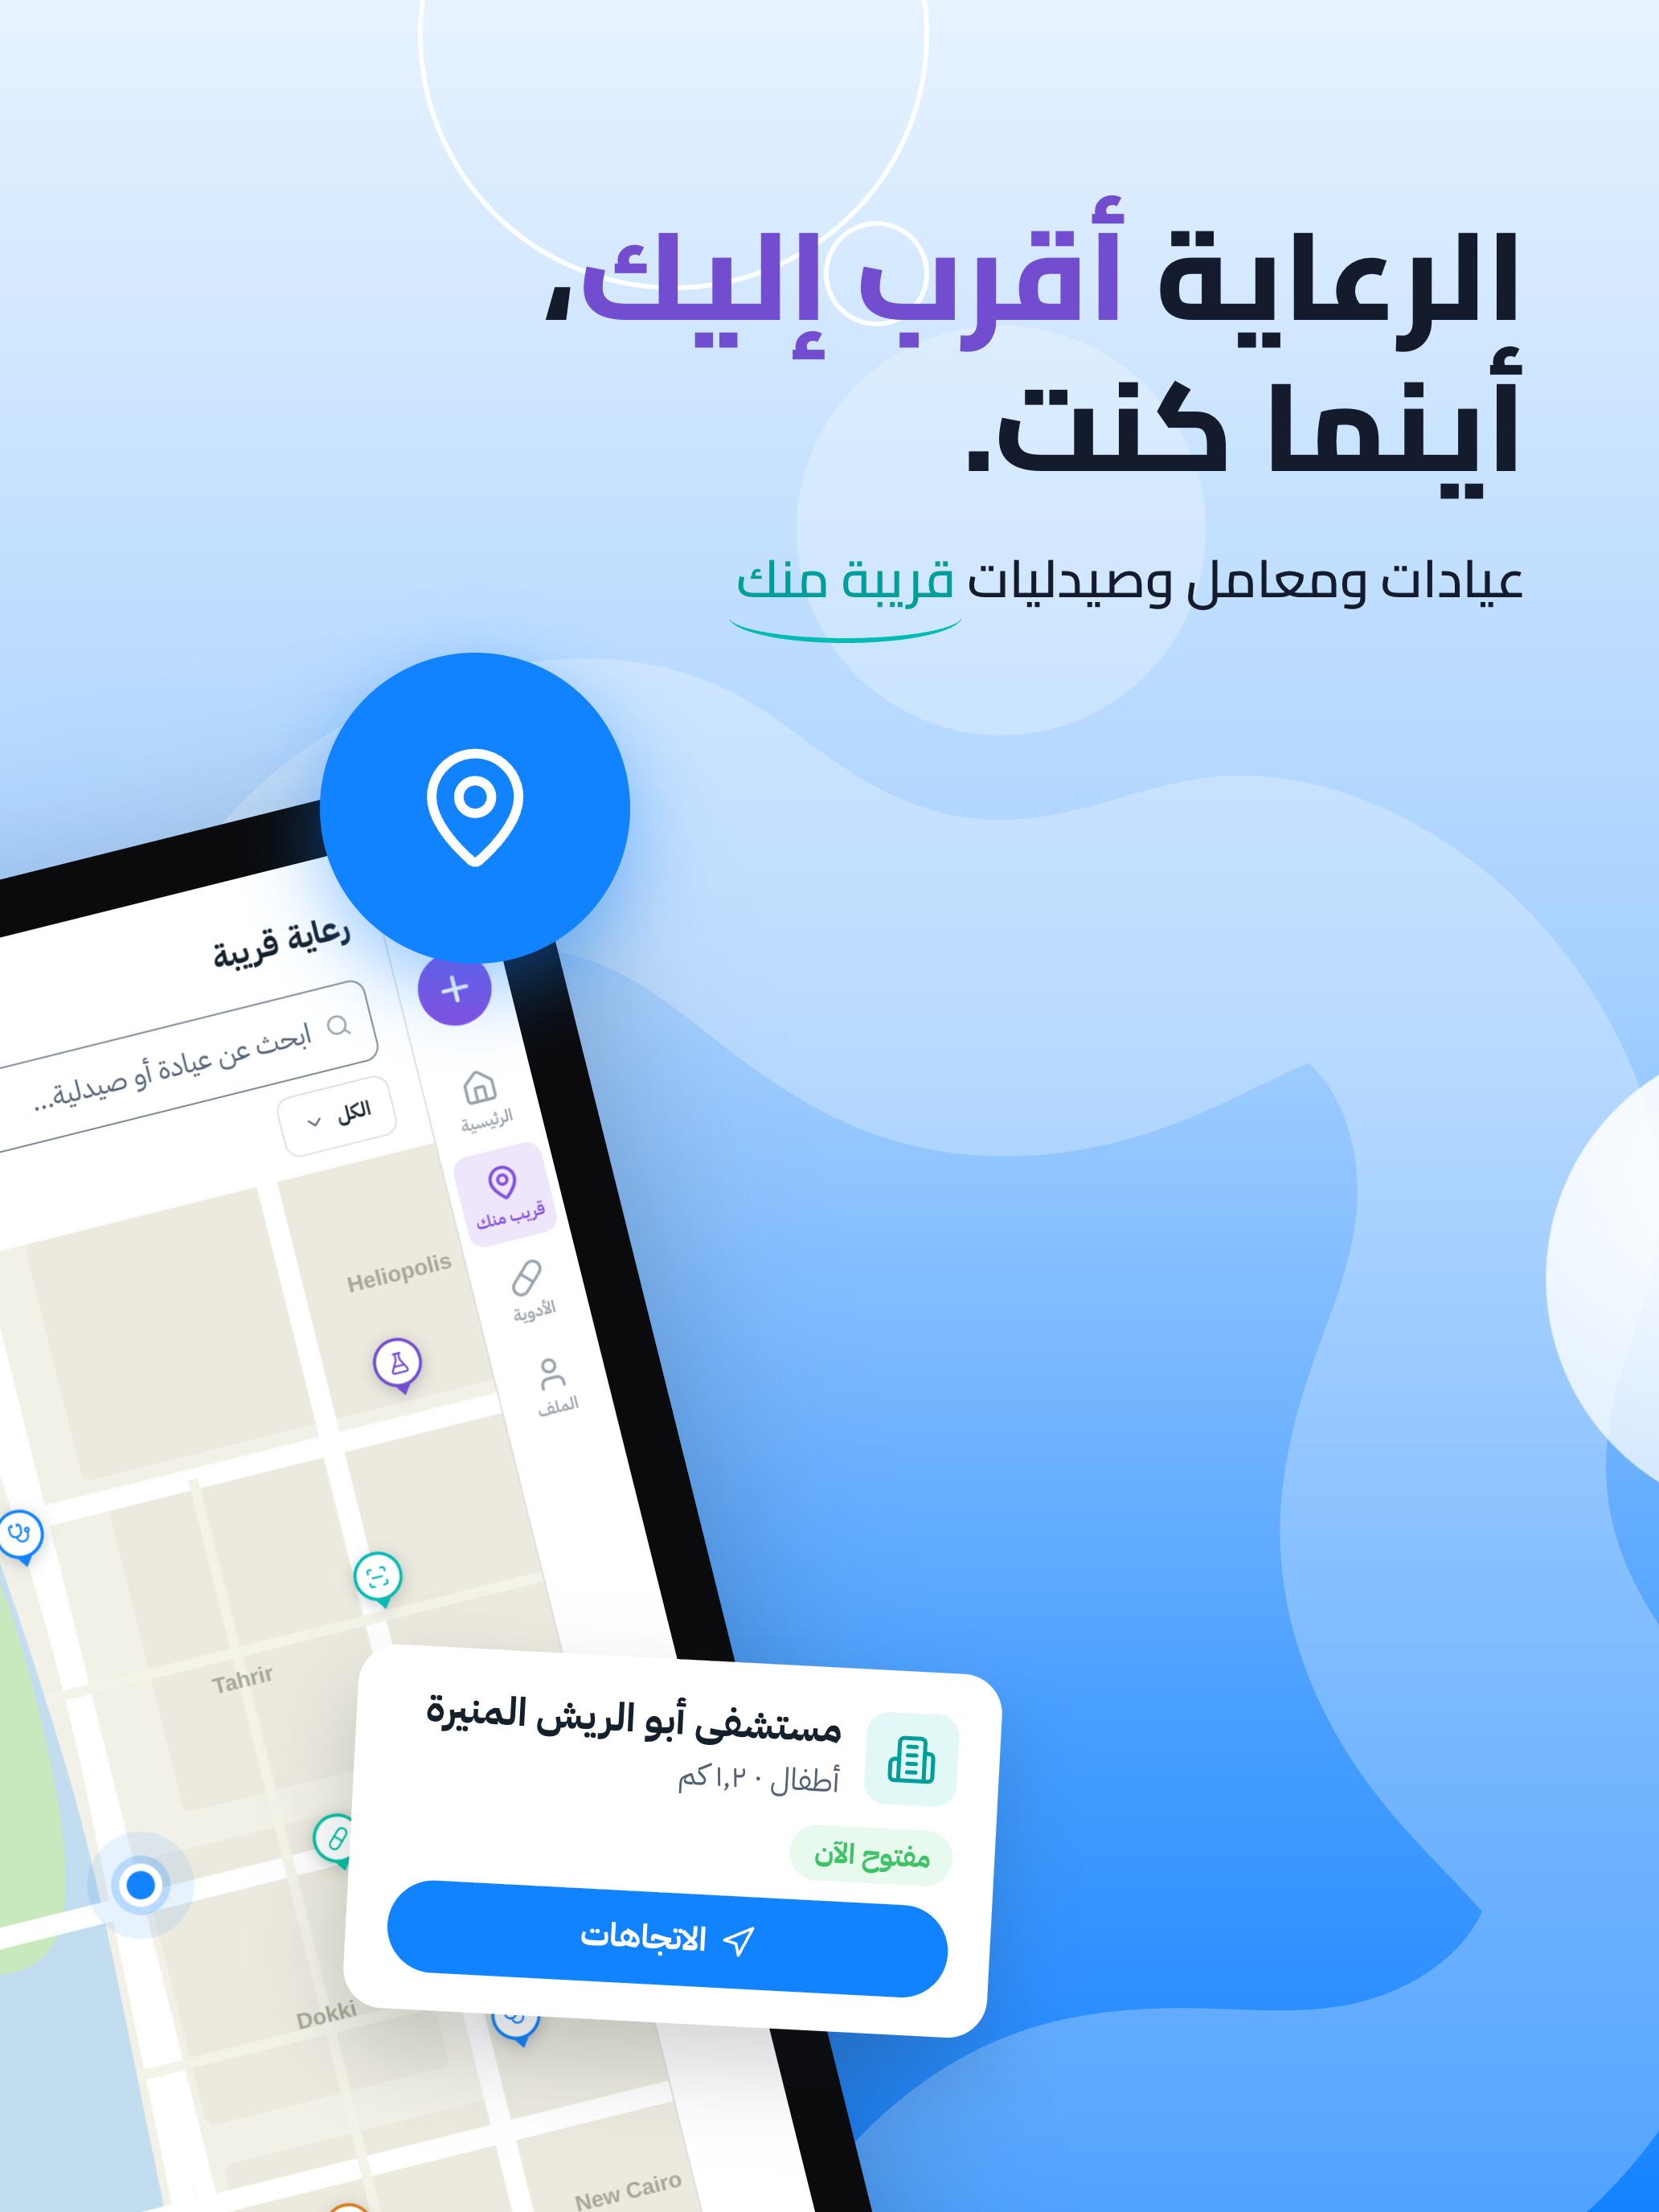 الرعاية أقرب إليك،
أينما كنت.
عيادات ومعامل وصيدليات قريبة منك
رعاية قريبة
ابحث عن عيادة أو صيدلية...
الكل
الرئيسية
قريب منك
الأدوية
الملف
Heliopolis
Tahrir
مستشفى أبو الريش المنيرة
أطفال · ١,٢٠ كم
مفتوح الآن
الاتجاهات
Dokki
New Cairo